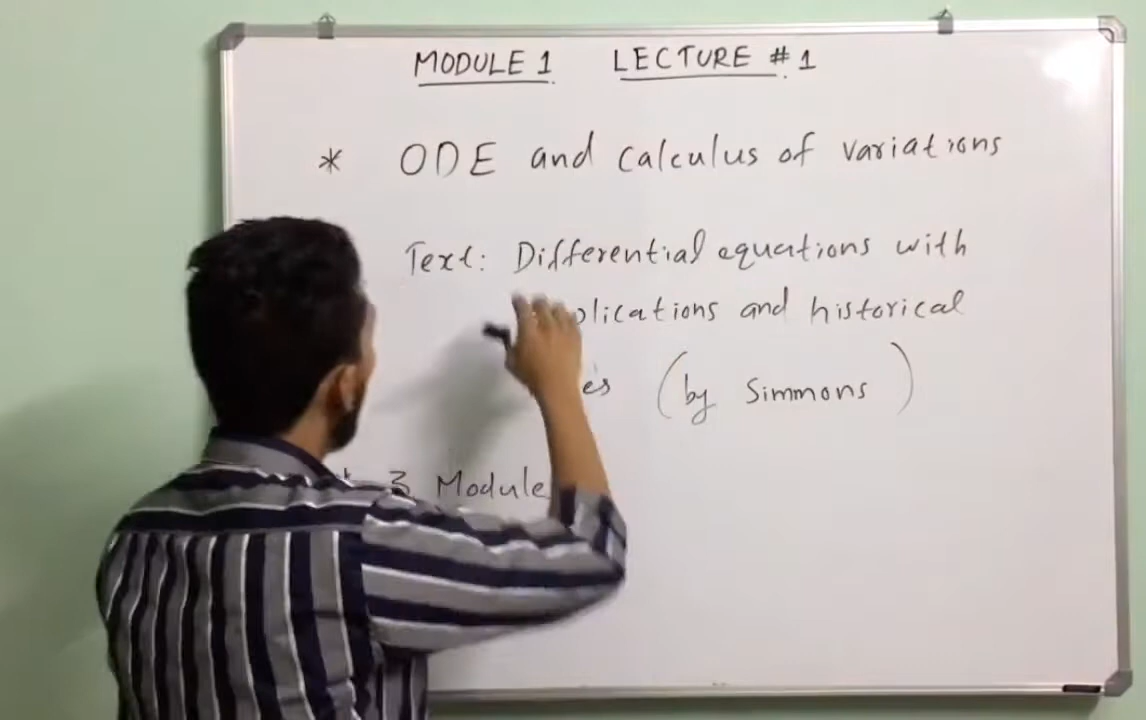 MODULE 1 LECTURE # 1
* ODE and calculus of variations
Text: Differential equations with
plications and historical
es (by Simmons)
* 3 Module